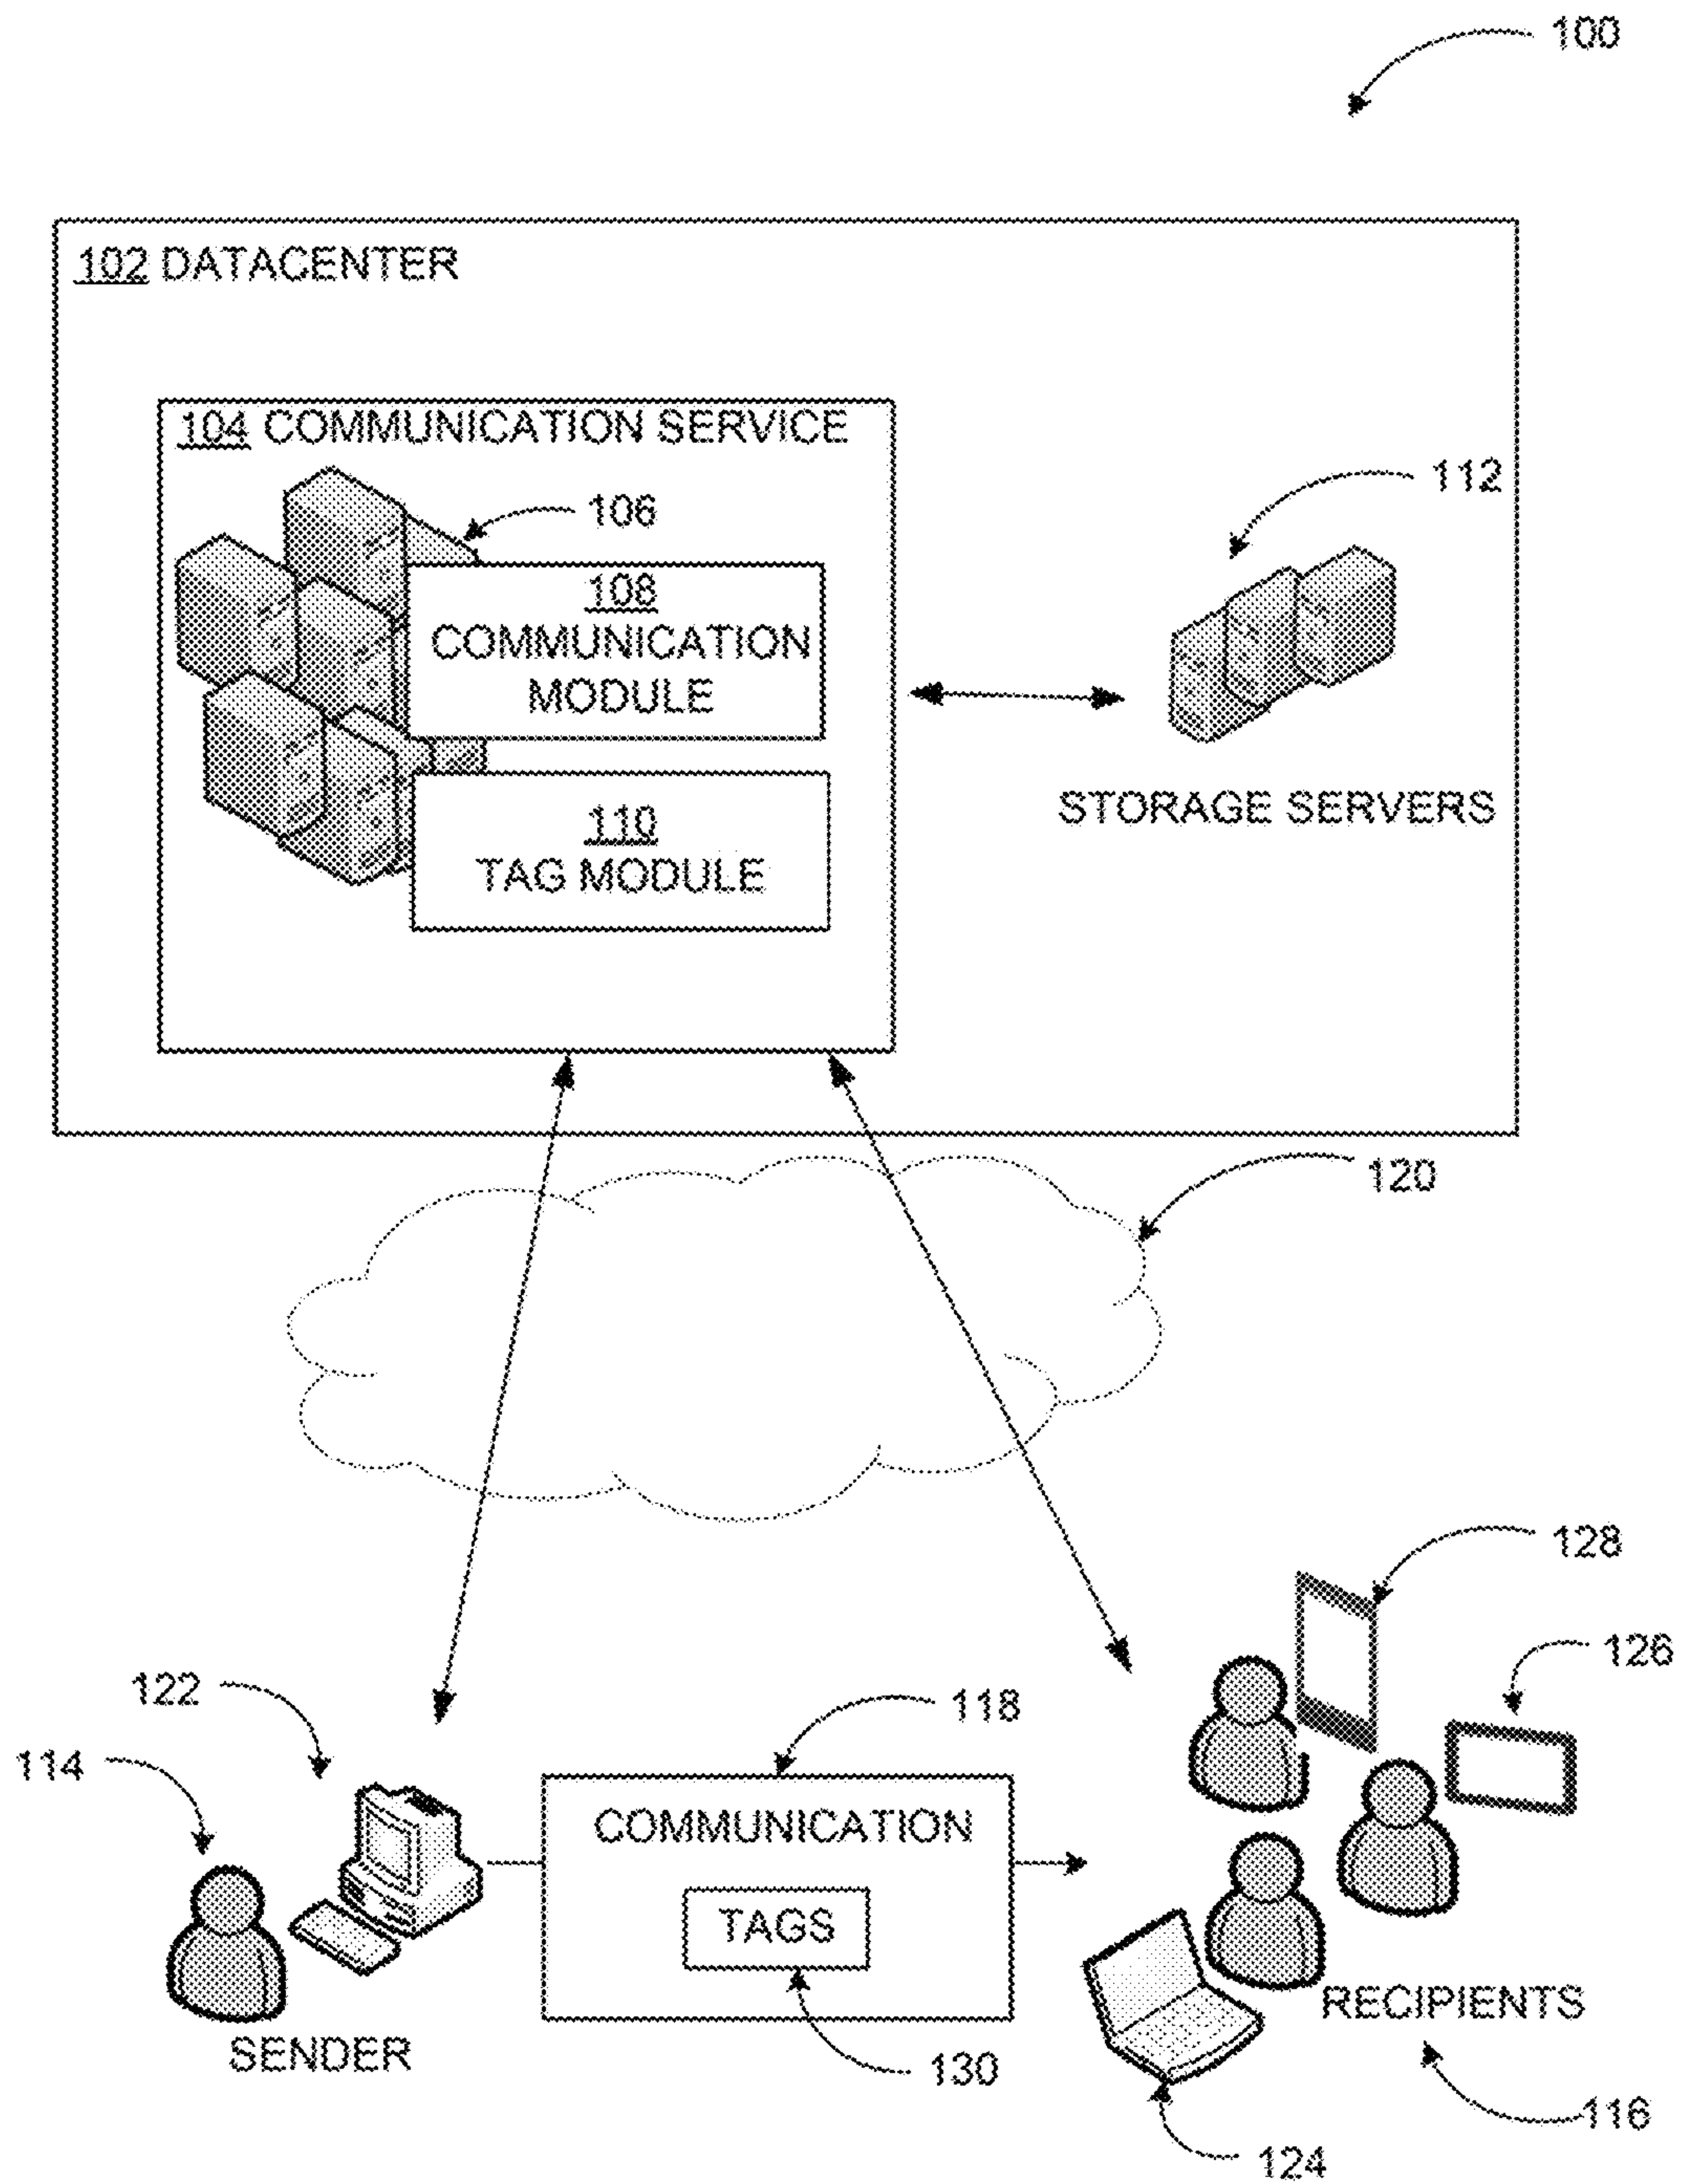 100
102 DATACENTER
104 COMMUNICATION SERVICE
106
112
108
COMMUNICATION
MODULE
110
TAG MODULE
STORAGE SERVERS
120
128
126
122
118
114
COMMUNICATION
TAGS
RECIPIENTS
SENDER
130
116
124